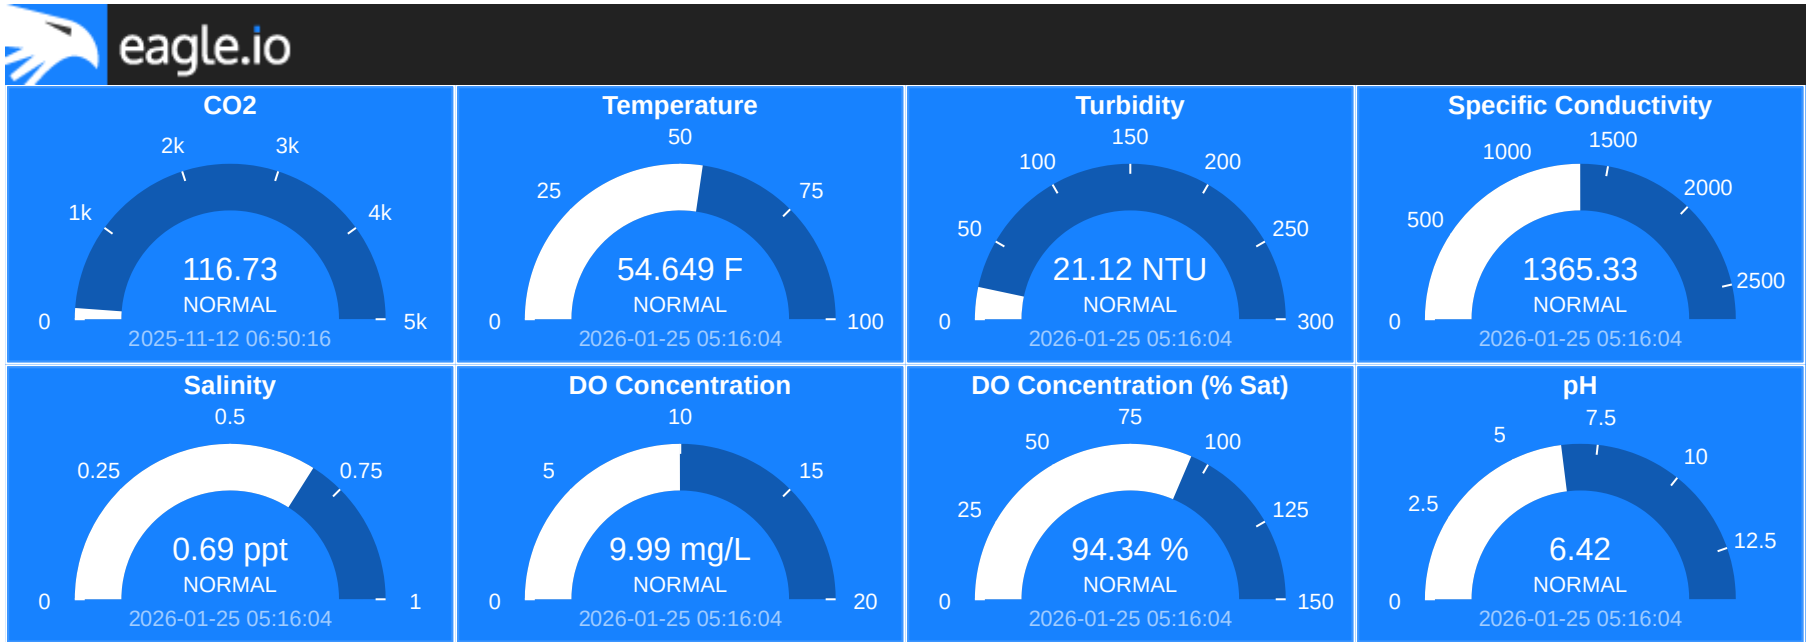 eagle.io
CO2
0
1k
2k
3k
4k
5k
116.73
NORMAL
2025-11-12 06:50:16
Temperature
0
25
50
75
100
54.649 F
NORMAL
2026-01-25 05:16:04
Turbidity
0
50
100
150
200
250
300
21.12 NTU
NORMAL
2026-01-25 05:16:04
Specific Conductivity
0
500
1000
1500
2000
2500
1365.33
NORMAL
2026-01-25 05:16:04
Salinity
0
0.25
0.5
0.75
1
0.69 ppt
NORMAL
2026-01-25 05:16:04
DO Concentration
0
5
10
15
20
9.99 mg/L
NORMAL
2026-01-25 05:16:04
DO Concentration (% Sat)
0
25
50
75
100
125
150
94.34 %
NORMAL
2026-01-25 05:16:04
pH
0
2.5
5
7.5
10
12.5
6.42
NORMAL
2026-01-25 05:16:04